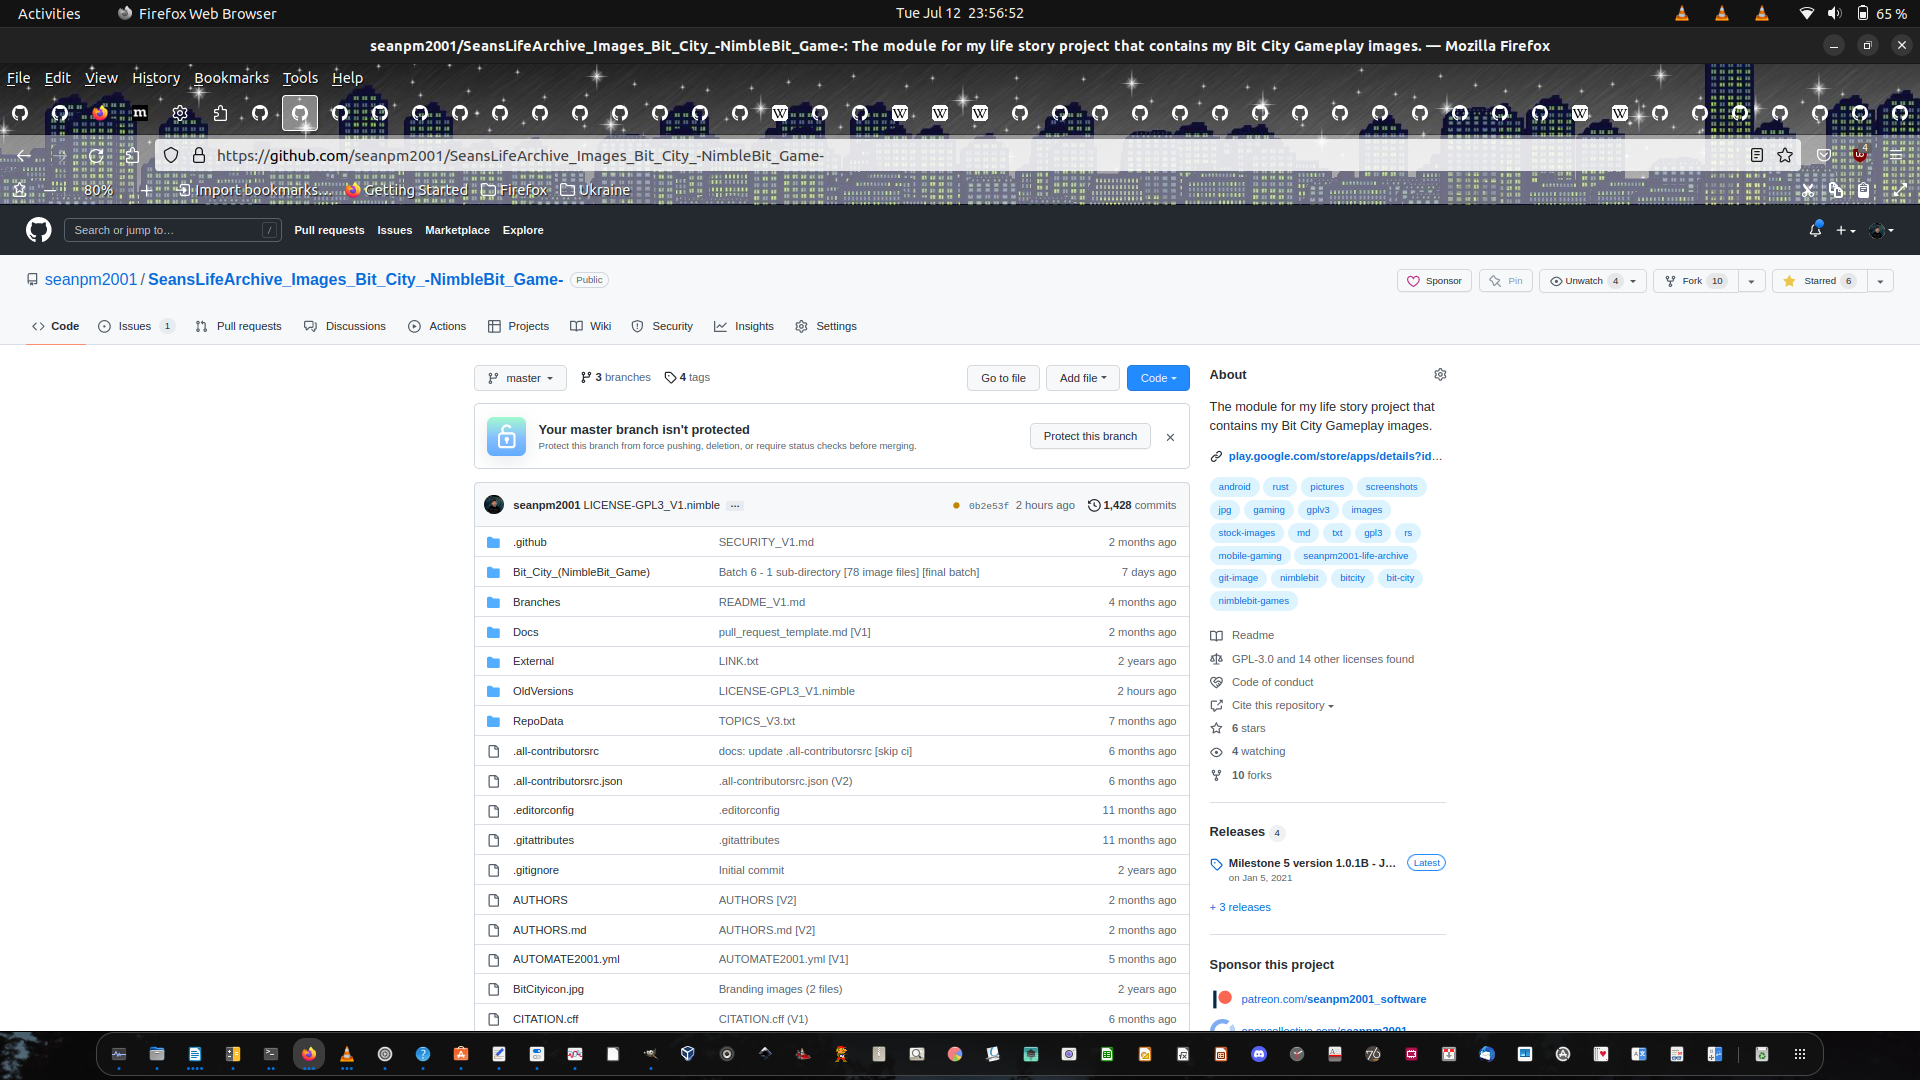 Activities Firefox Web Browser Tue Jul 12 23:56:52 65 %
seanpm2001/SeansLifeArchive_Images_Bit_City_-NimbleBit_Game-: The module for my life story project that contains my Bit City Gameplay images. — Mozilla Firefox
File Edit View History Bookmarks Tools Help
https://github.com/seanpm2001/SeansLifeArchive_Images_Bit_City_-NimbleBit_Game- 4
80% Import bookmarks... Getting Started Firefox Ukraine
Search or jump to… / Pull requests Issues Marketplace Explore
seanpm2001 / SeansLifeArchive_Images_Bit_City_-NimbleBit_Game- Public Sponsor Pin Unwatch 4 Fork 10 Starred 6
Code Issues 1 Pull requests Discussions Actions Projects Wiki Security Insights Settings
master 3 branches 4 tags Go to file Add file Code
Your master branch isn't protected
Protect this branch from force pushing, deletion, or require status checks before merging.
Protect this branch
seanpm2001 LICENSE-GPL3_V1.nimble ... 0b2e53f 2 hours ago 1,428 commits
.github SECURITY_V1.md 2 months ago
Bit_City_(NimbleBit_Game) Batch 6 - 1 sub-directory [78 image files] [final batch] 7 days ago
Branches README_V1.md 4 months ago
Docs pull_request_template.md [V1] 2 months ago
External LINK.txt 2 years ago
OldVersions LICENSE-GPL3_V1.nimble 2 hours ago
RepoData TOPICS_V3.txt 7 months ago
.all-contributorsrc docs: update .all-contributorsrc [skip ci] 6 months ago
.all-contributorsrc.json .all-contributorsrc.json (V2) 6 months ago
.editorconfig .editorconfig 11 months ago
.gitattributes .gitattributes 11 months ago
.gitignore Initial commit 2 years ago
AUTHORS AUTHORS [V2] 2 months ago
AUTHORS.md AUTHORS.md [V2] 2 months ago
AUTOMATE2001.yml AUTOMATE2001.yml [V1] 5 months ago
BitCityicon.jpg Branding images (2 files) 2 years ago
CITATION.cff CITATION.cff (V1) 6 months ago
About
The module for my life story project that
contains my Bit City Gameplay images.
play.google.com/store/apps/details?id…
android rust pictures screenshots
jpg gaming gplv3 images
stock-images md txt gpl3 rs
mobile-gaming seanpm2001-life-archive
git-image nimblebit bitcity bit-city
nimblebit-games
Readme
GPL-3.0 and 14 other licenses found
Code of conduct
Cite this repository
6 stars
4 watching
10 forks
Releases 4
Milestone 5 version 1.0.1B - J... Latest
on Jan 5, 2021
+ 3 releases
Sponsor this project
patreon.com/seanpm2001_software
opencollective.com/seanpm2001